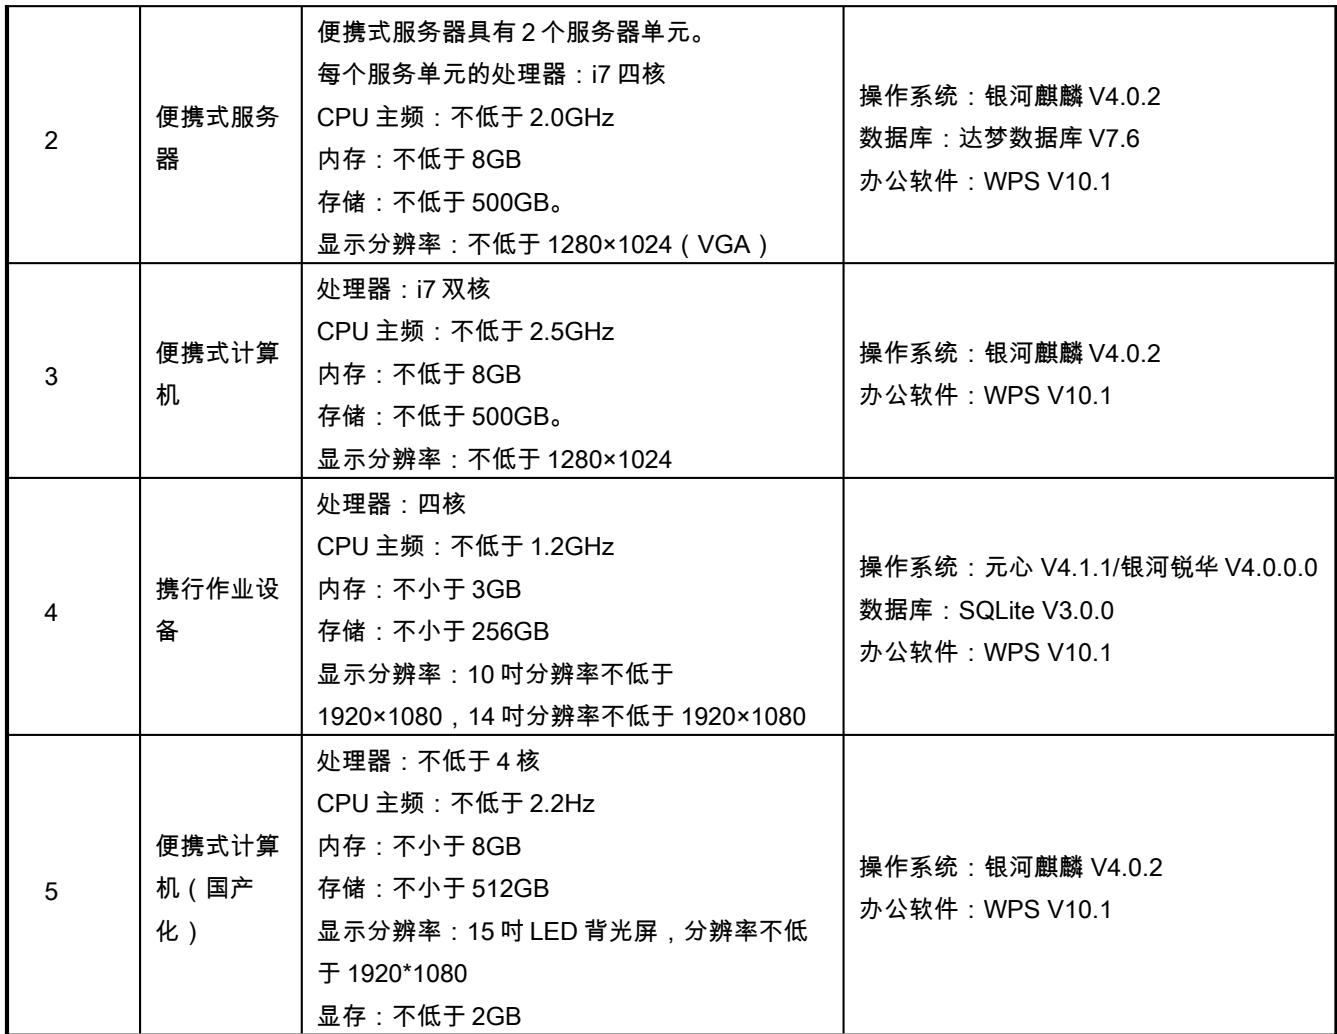 2
便携式服务
器
便携式服务器具有 2 个服务器单元。
每个服务单元的处理器：i7 四核
CPU 主频：不低于 2.0GHz
内存：不低于 8GB
存储：不低于 500GB。
显示分辨率：不低于 1280×1024（VGA）
操作系统：银河麒麟 V4.0.2
数据库：达梦数据库 V7.6
办公软件：WPS V10.1
3
便携式计算
机
处理器：i7 双核
CPU 主频：不低于 2.5GHz
内存：不低于 8GB
存储：不低于 500GB。
显示分辨率：不低于 1280×1024
操作系统：银河麒麟 V4.0.2
办公软件：WPS V10.1
4
携行作业设
备
处理器：四核
CPU 主频：不低于 1.2GHz
内存：不小于 3GB
存储：不小于 256GB
显示分辨率：10 吋分辨率不低于
1920×1080，14 吋分辨率不低于 1920×1080
操作系统：元心 V4.1.1/银河锐华 V4.0.0.0
数据库：SQLite V3.0.0
办公软件：WPS V10.1
5
便携式计算
机（国产
化）
处理器：不低于 4 核
CPU 主频：不低于 2.2Hz
内存：不小于 8GB
存储：不小于 512GB
显示分辨率：15 吋 LED 背光屏，分辨率不低
于 1920*1080
显存：不低于 2GB
操作系统：银河麒麟 V4.0.2
办公软件：WPS V10.1